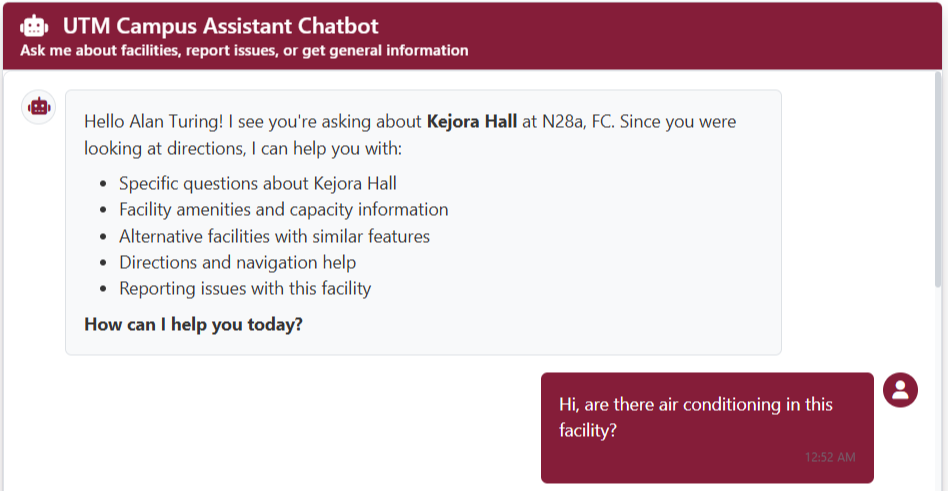 UTM Campus Assistant Chatbot
Ask me about facilities, report issues, or get general information
Hello Alan Turing! I see you're asking about Kejora Hall at N28a, FC. Since you were
looking at directions, I can help you with:
• Specific questions about Kejora Hall
• Facility amenities and capacity information
• Alternative facilities with similar features
• Directions and navigation help
• Reporting issues with this facility
How can I help you today?
Hi, are there air conditioning in this
facility?
12:52 AM